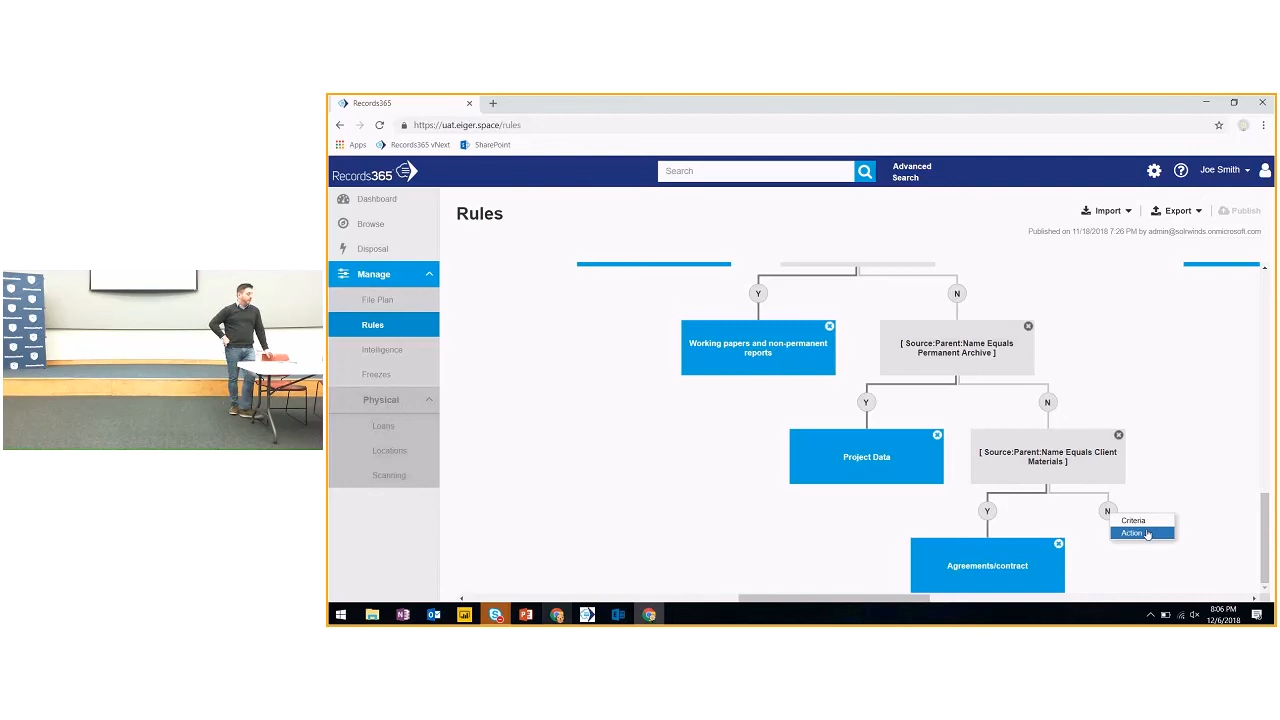 Records365
https://uat.eiger.space/rules
Apps
Records365 vNext
SharePoint
Records365
Search
Advanced
Search
Joe Smith
Dashboard
Browse
Disposal
Manage
File Plan
Rules
Intelligence
Freezes
Physical
Loans
Locations
Scanning
Rules
Import
Export
Publish
Published on 11/18/2018 7:26 PM by admin@solrwinds.onmicrosoft.com
Y
N
Working papers and non-permanent
reports
[ Source:Parent:Name Equals
Permanent Archive ]
Y
N
Project Data
[ Source:Parent:Name Equals Client
Materials ]
Y
N
Criteria
Action
Agreements/contract
8:06 PM
12/6/2018